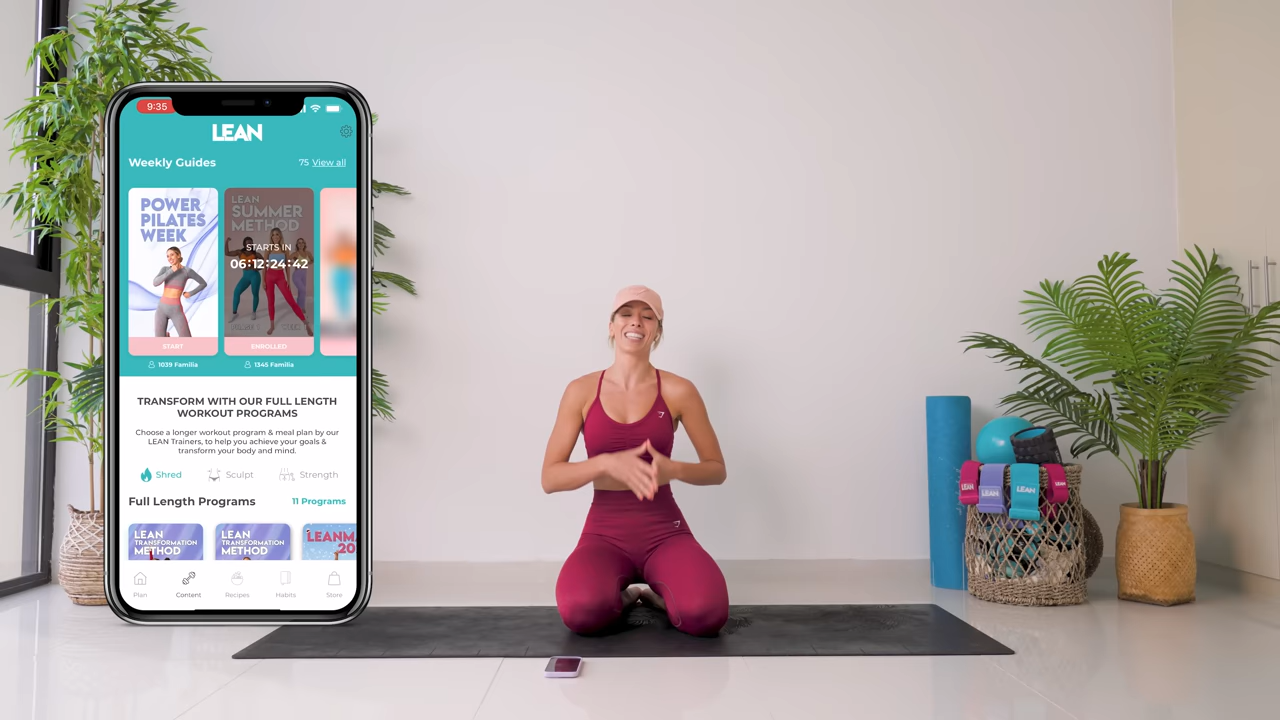 9:35
LEAN
Weekly Guides
75 View all
POWER
PILATES
WEEK
START
1039 Familia
LEAN
SUMMER
METHOD
STARTS IN
06:12:24:42
ENROLLED
1345 Familia
TRANSFORM WITH OUR FULL LENGTH
WORKOUT PROGRAMS
Choose a longer workout program & meal plan by our
LEAN Trainers, to help you achieve your goals &
transform your body and mind.
Shred
Sculpt
Strength
Full Length Programs
11 Programs
LEAN
TRANSFORMATION
METHOD
LEAN
TRANSFORMATION
METHOD
Plan
Content
Recipes
Habits
Store
LEAN
LEAN
LEAN
LEAN